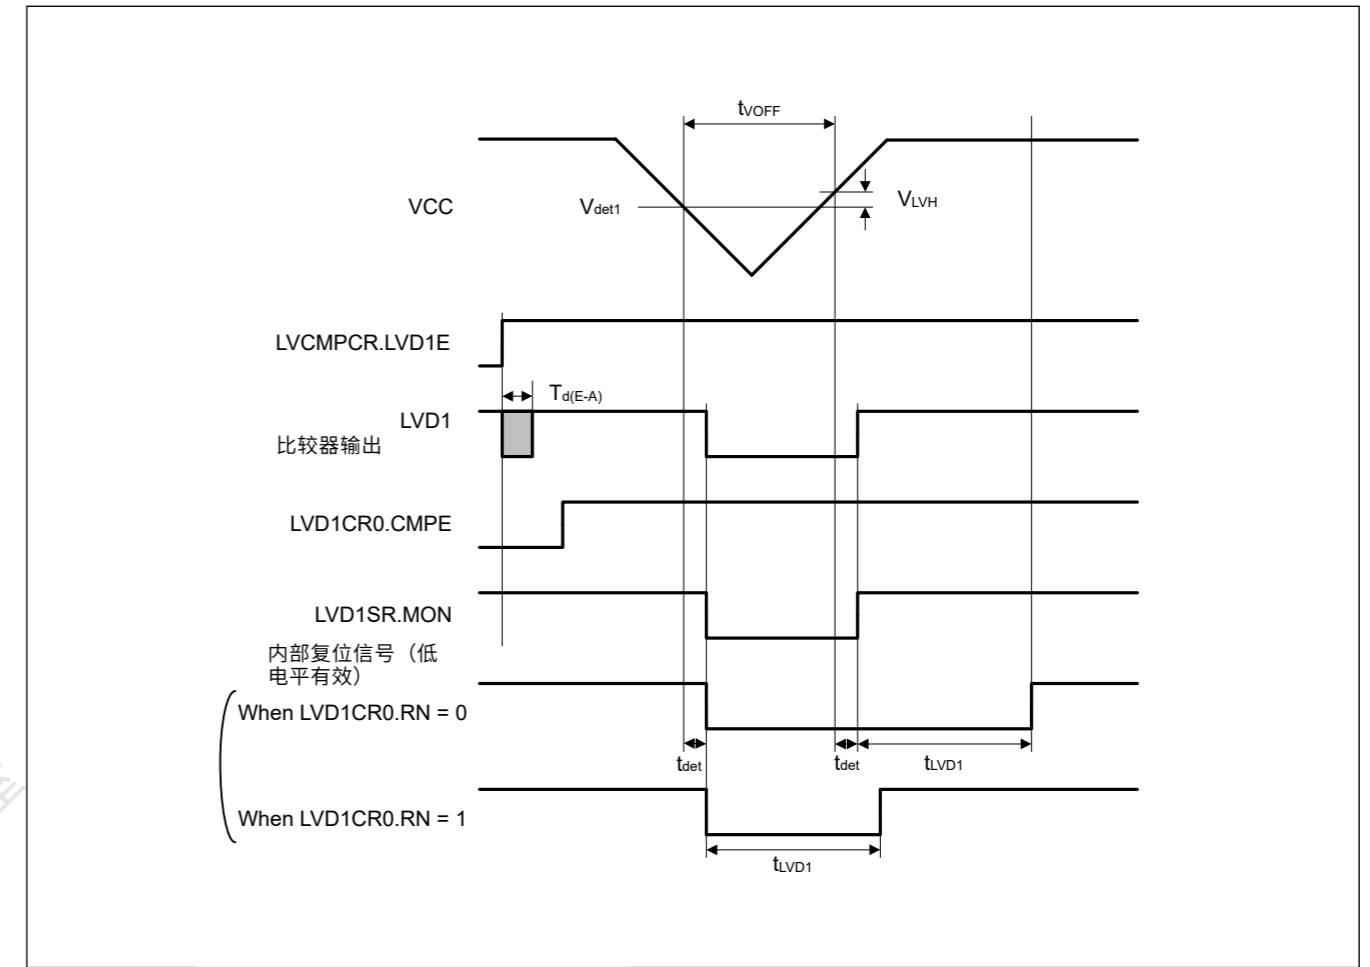 tVOFF
VCC
Vdet1
VLVH
LVCMPCR.LVD1E
Td(E-A)
LVD1
比较器输出
LVD1CR0.CMPE
LVD1SR.MON
内部复位信号（低
电平有效）
When LVD1CR0.RN = 0
tdet
tdet
tLVD1
When LVD1CR0.RN = 1
tLVD1